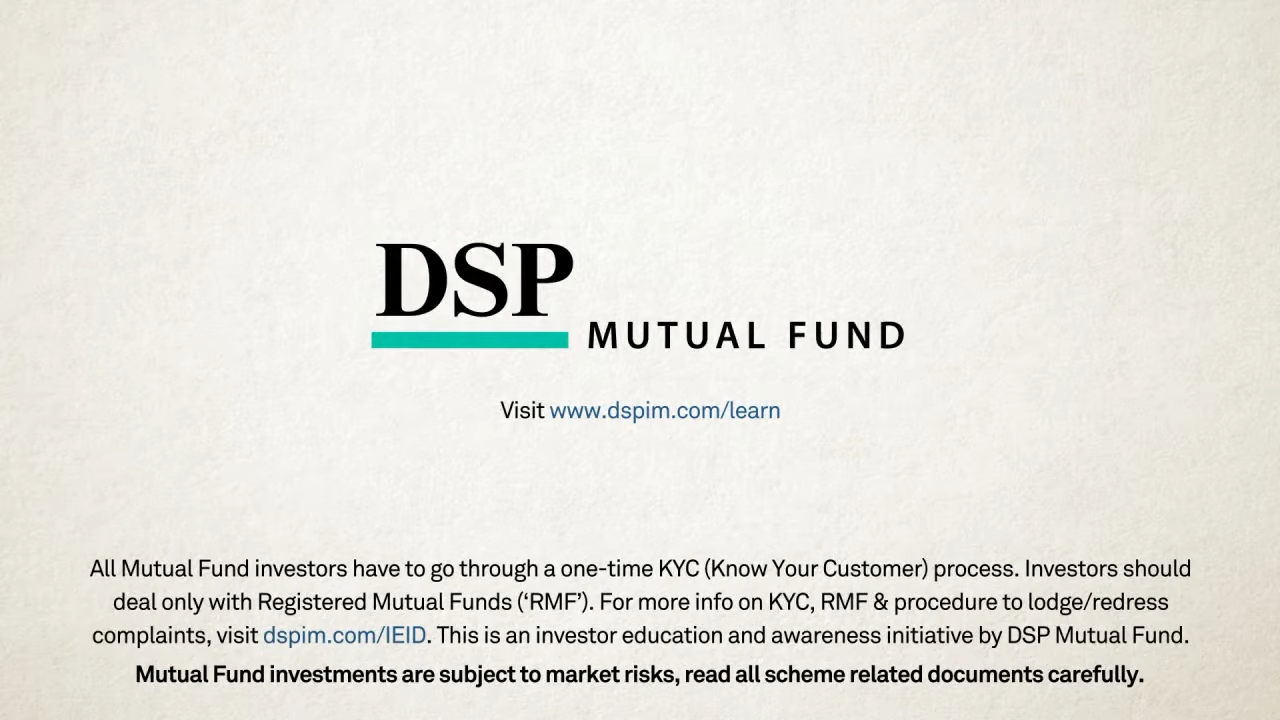 DSP
MUTUAL FUND
Visit www.dspim.com/learn
All Mutual Fund investors have to go through a one-time KYC (Know Your Customer) process. Investors should
deal only with Registered Mutual Funds (‘RMF’). For more info on KYC, RMF & procedure to lodge/redress
complaints, visit dspim.com/IEID. This is an investor education and awareness initiative by DSP Mutual Fund.
Mutual Fund investments are subject to market risks, read all scheme related documents carefully.